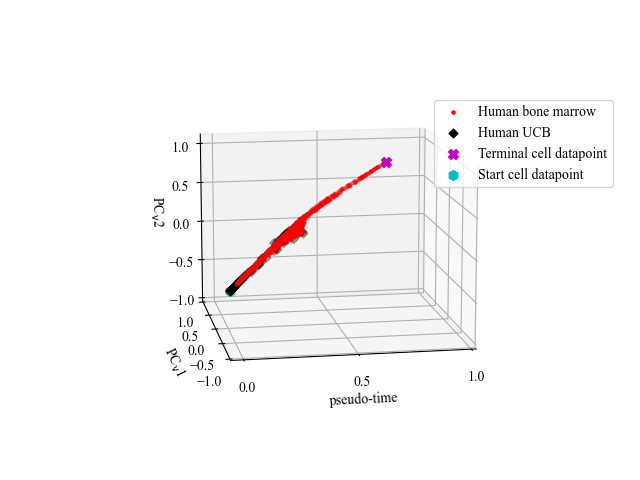 Human bone marrow
Human UCB
Terminal cell datapoint
Start cell datapoint
1.0
0.5
0.0
−0.5
−1.0
PCv2
1.0
0.5
0.0
−0.5
−1.0
PCv1
0.0
0.5
1.0
pseudo-time